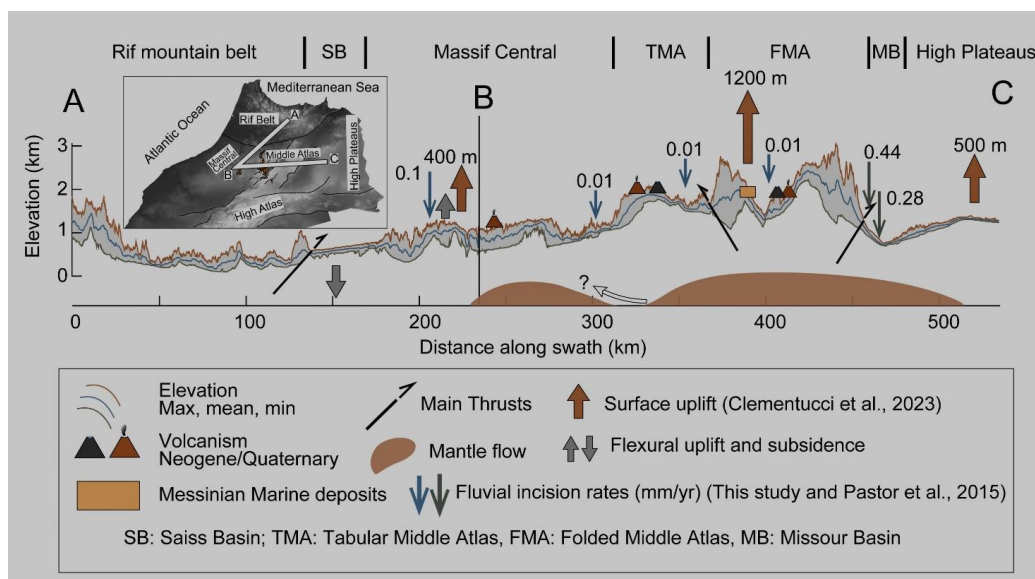 Rif mountain belt | SB | Massif Central | TMA | FMA | MB | High Plateaus
A
B
C
1200 m
Mediterranean Sea
Atlantic Ocean
Rif Belt
A
Massif
Central
Middle Atlas
C
B
High Plateaus
High Atlas
3
2
1
0
Elevation (km)
0.1
400 m
0.01
0.01
0.01
0.44
0.28
500 m
?
0
100
200
300
400
500
Distance along swath (km)
Elevation
Max, mean, min
Main Thrusts
Surface uplift (Clementucci et al., 2023)
Volcanism
Neogene/Quaternary
Mantle flow
Flexural uplift and subsidence
Messinian Marine deposits
Fluvial incision rates (mm/yr) (This study and Pastor et al., 2015)
SB: Saiss Basin; TMA: Tabular Middle Atlas, FMA: Folded Middle Atlas, MB: Missour Basin